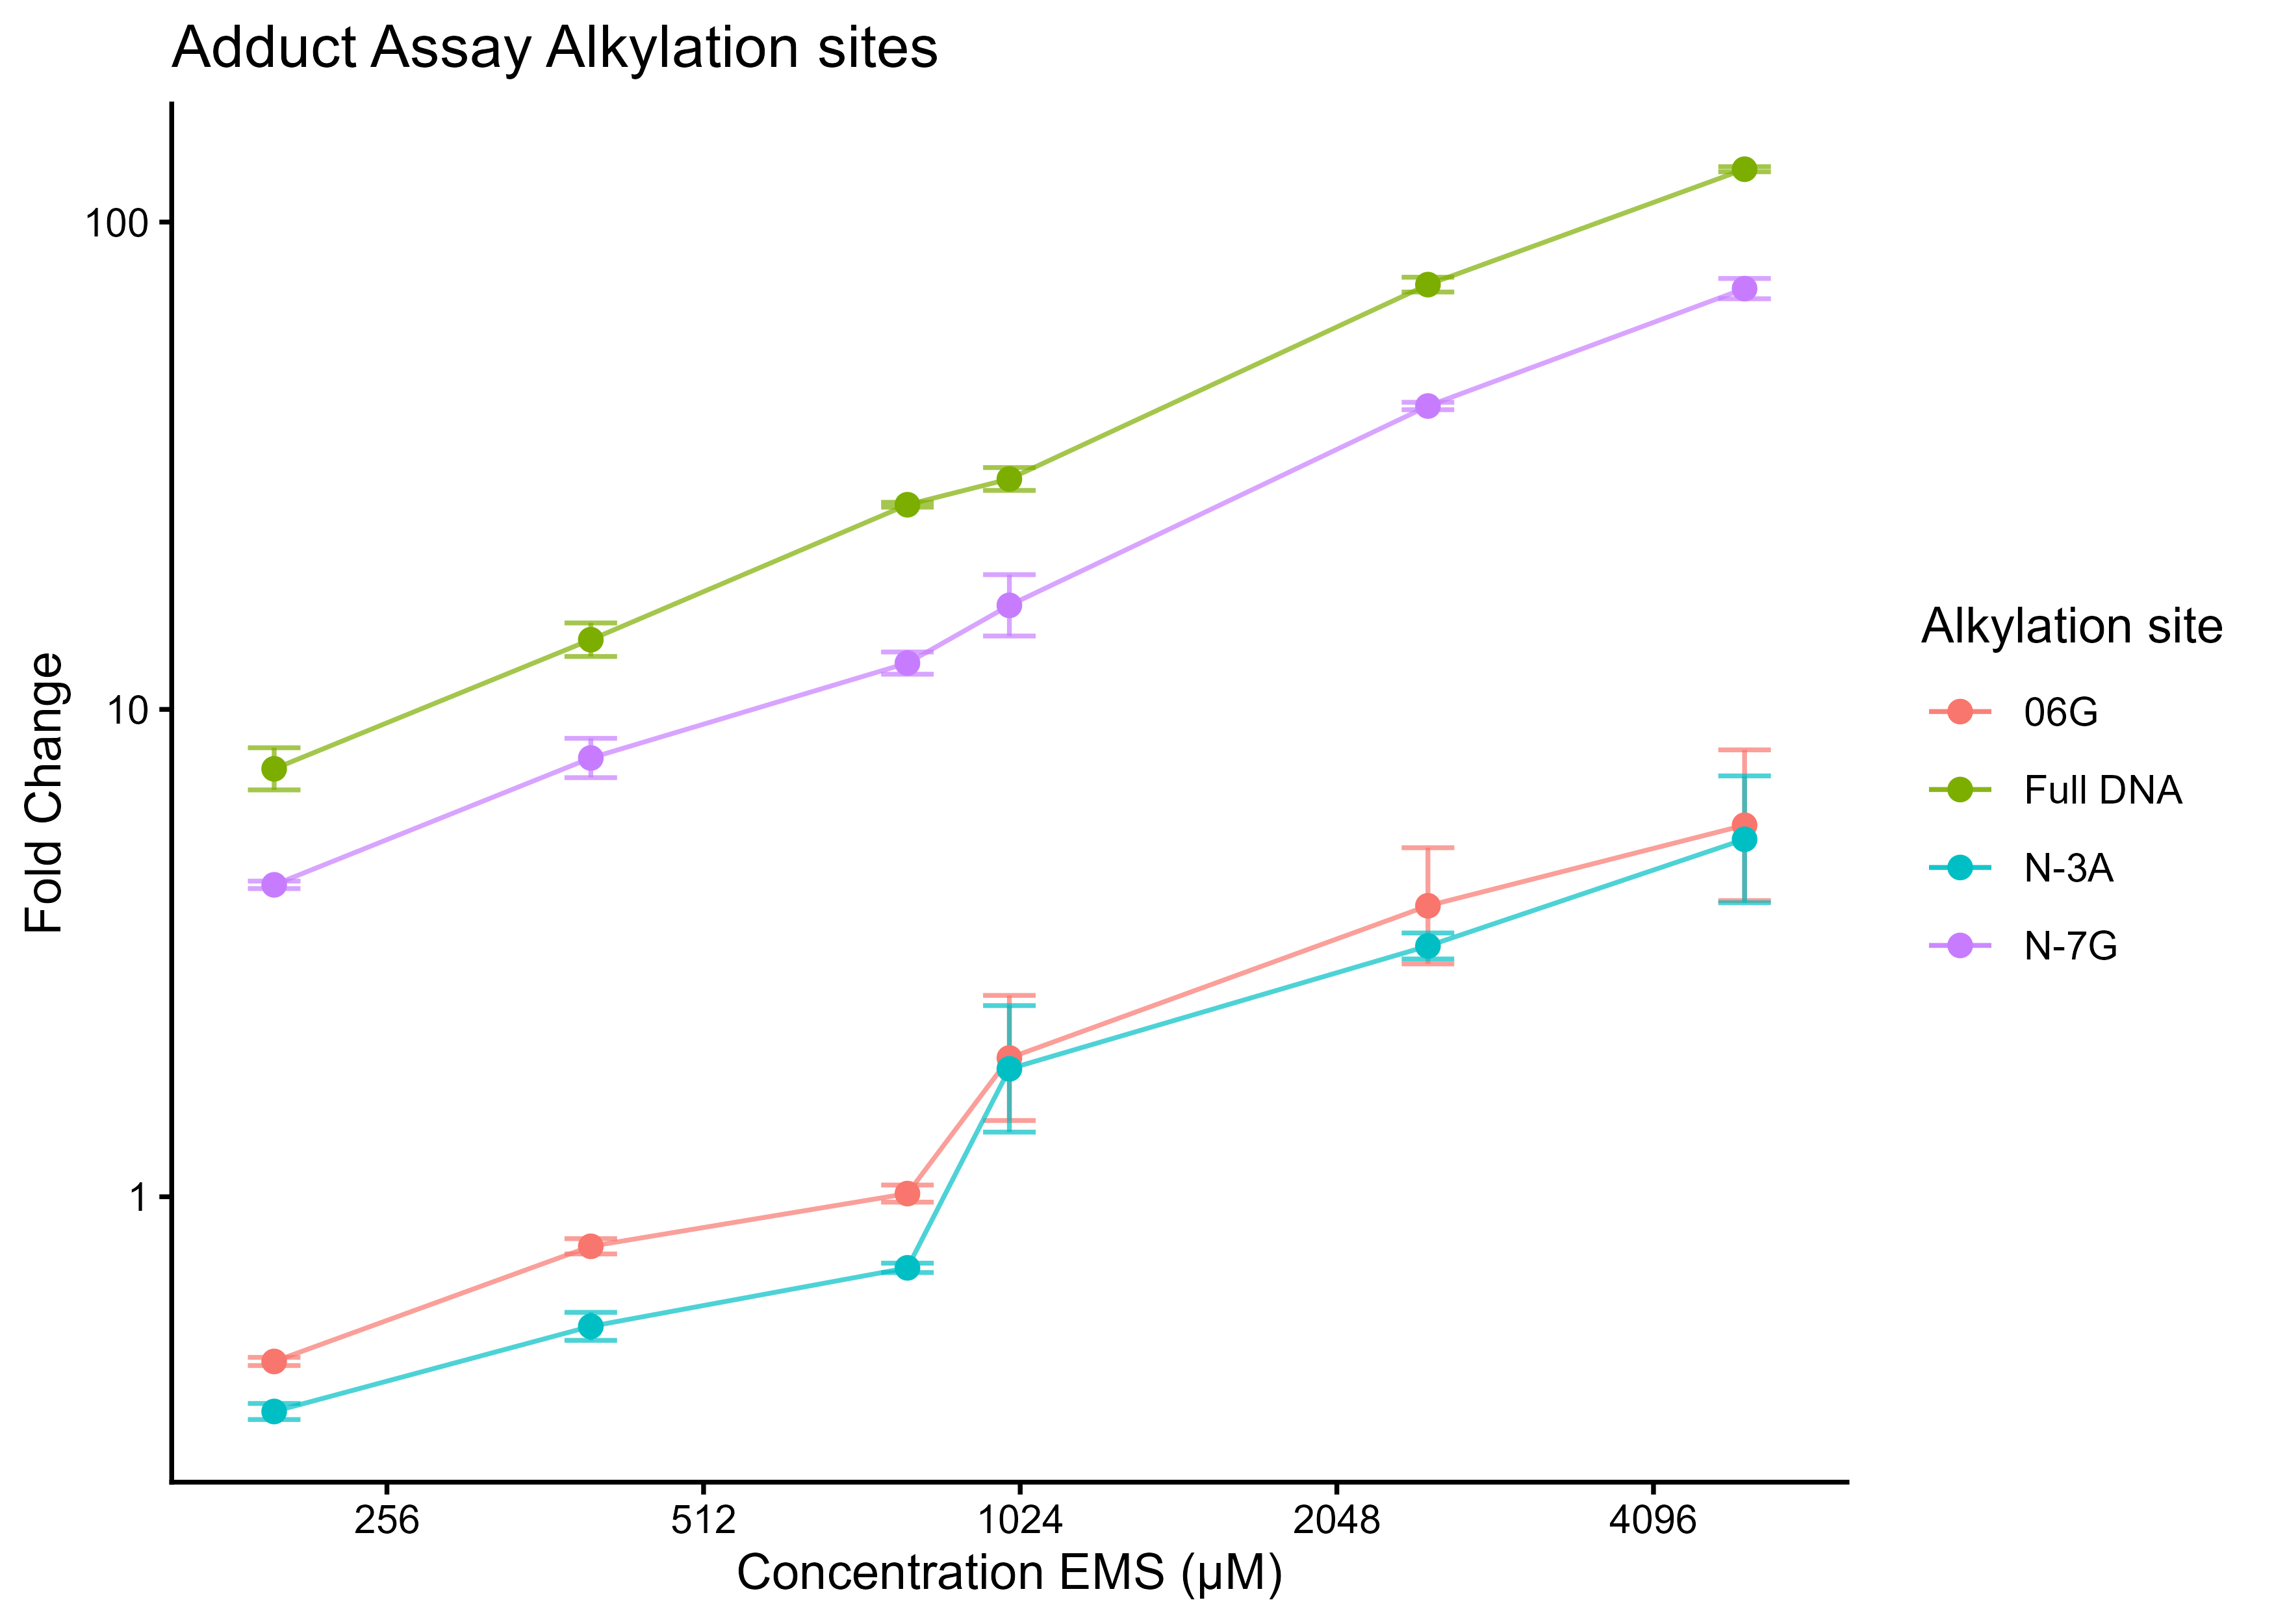 Adduct Assay Alkylation sites
Fold Change
100
10
1
256 512 1024 2048 4096
Concentration EMS (μM)
Alkylation site
06G
Full DNA
N-3A
N-7G